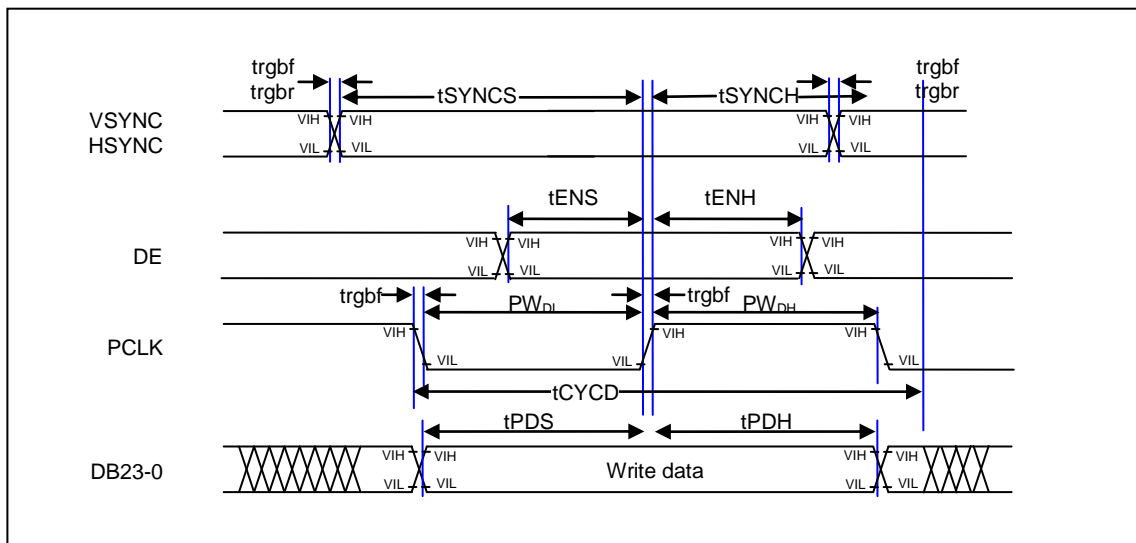 trgbf
trgbr
tSYNCS
tSYNCH
trgbf
trgbr
VSYNC
HSYNC
VIH
VIH
VIH
VIH
VIL
VIL
VIL
VIL
tENS
tENH
DE
VIH
VIH
VIH
VIH
VIL
VIL
VIL
VIL
trgbf
PWDL
trgbf
PWDH
PCLK
VIH
VIH
VIH
VIL
VIL
VIL
tCYCD
tPDS
tPDH
DB23-0
VIH
VIH
VIH
VIH
Write data
VIL
VIL
VIL
VIL